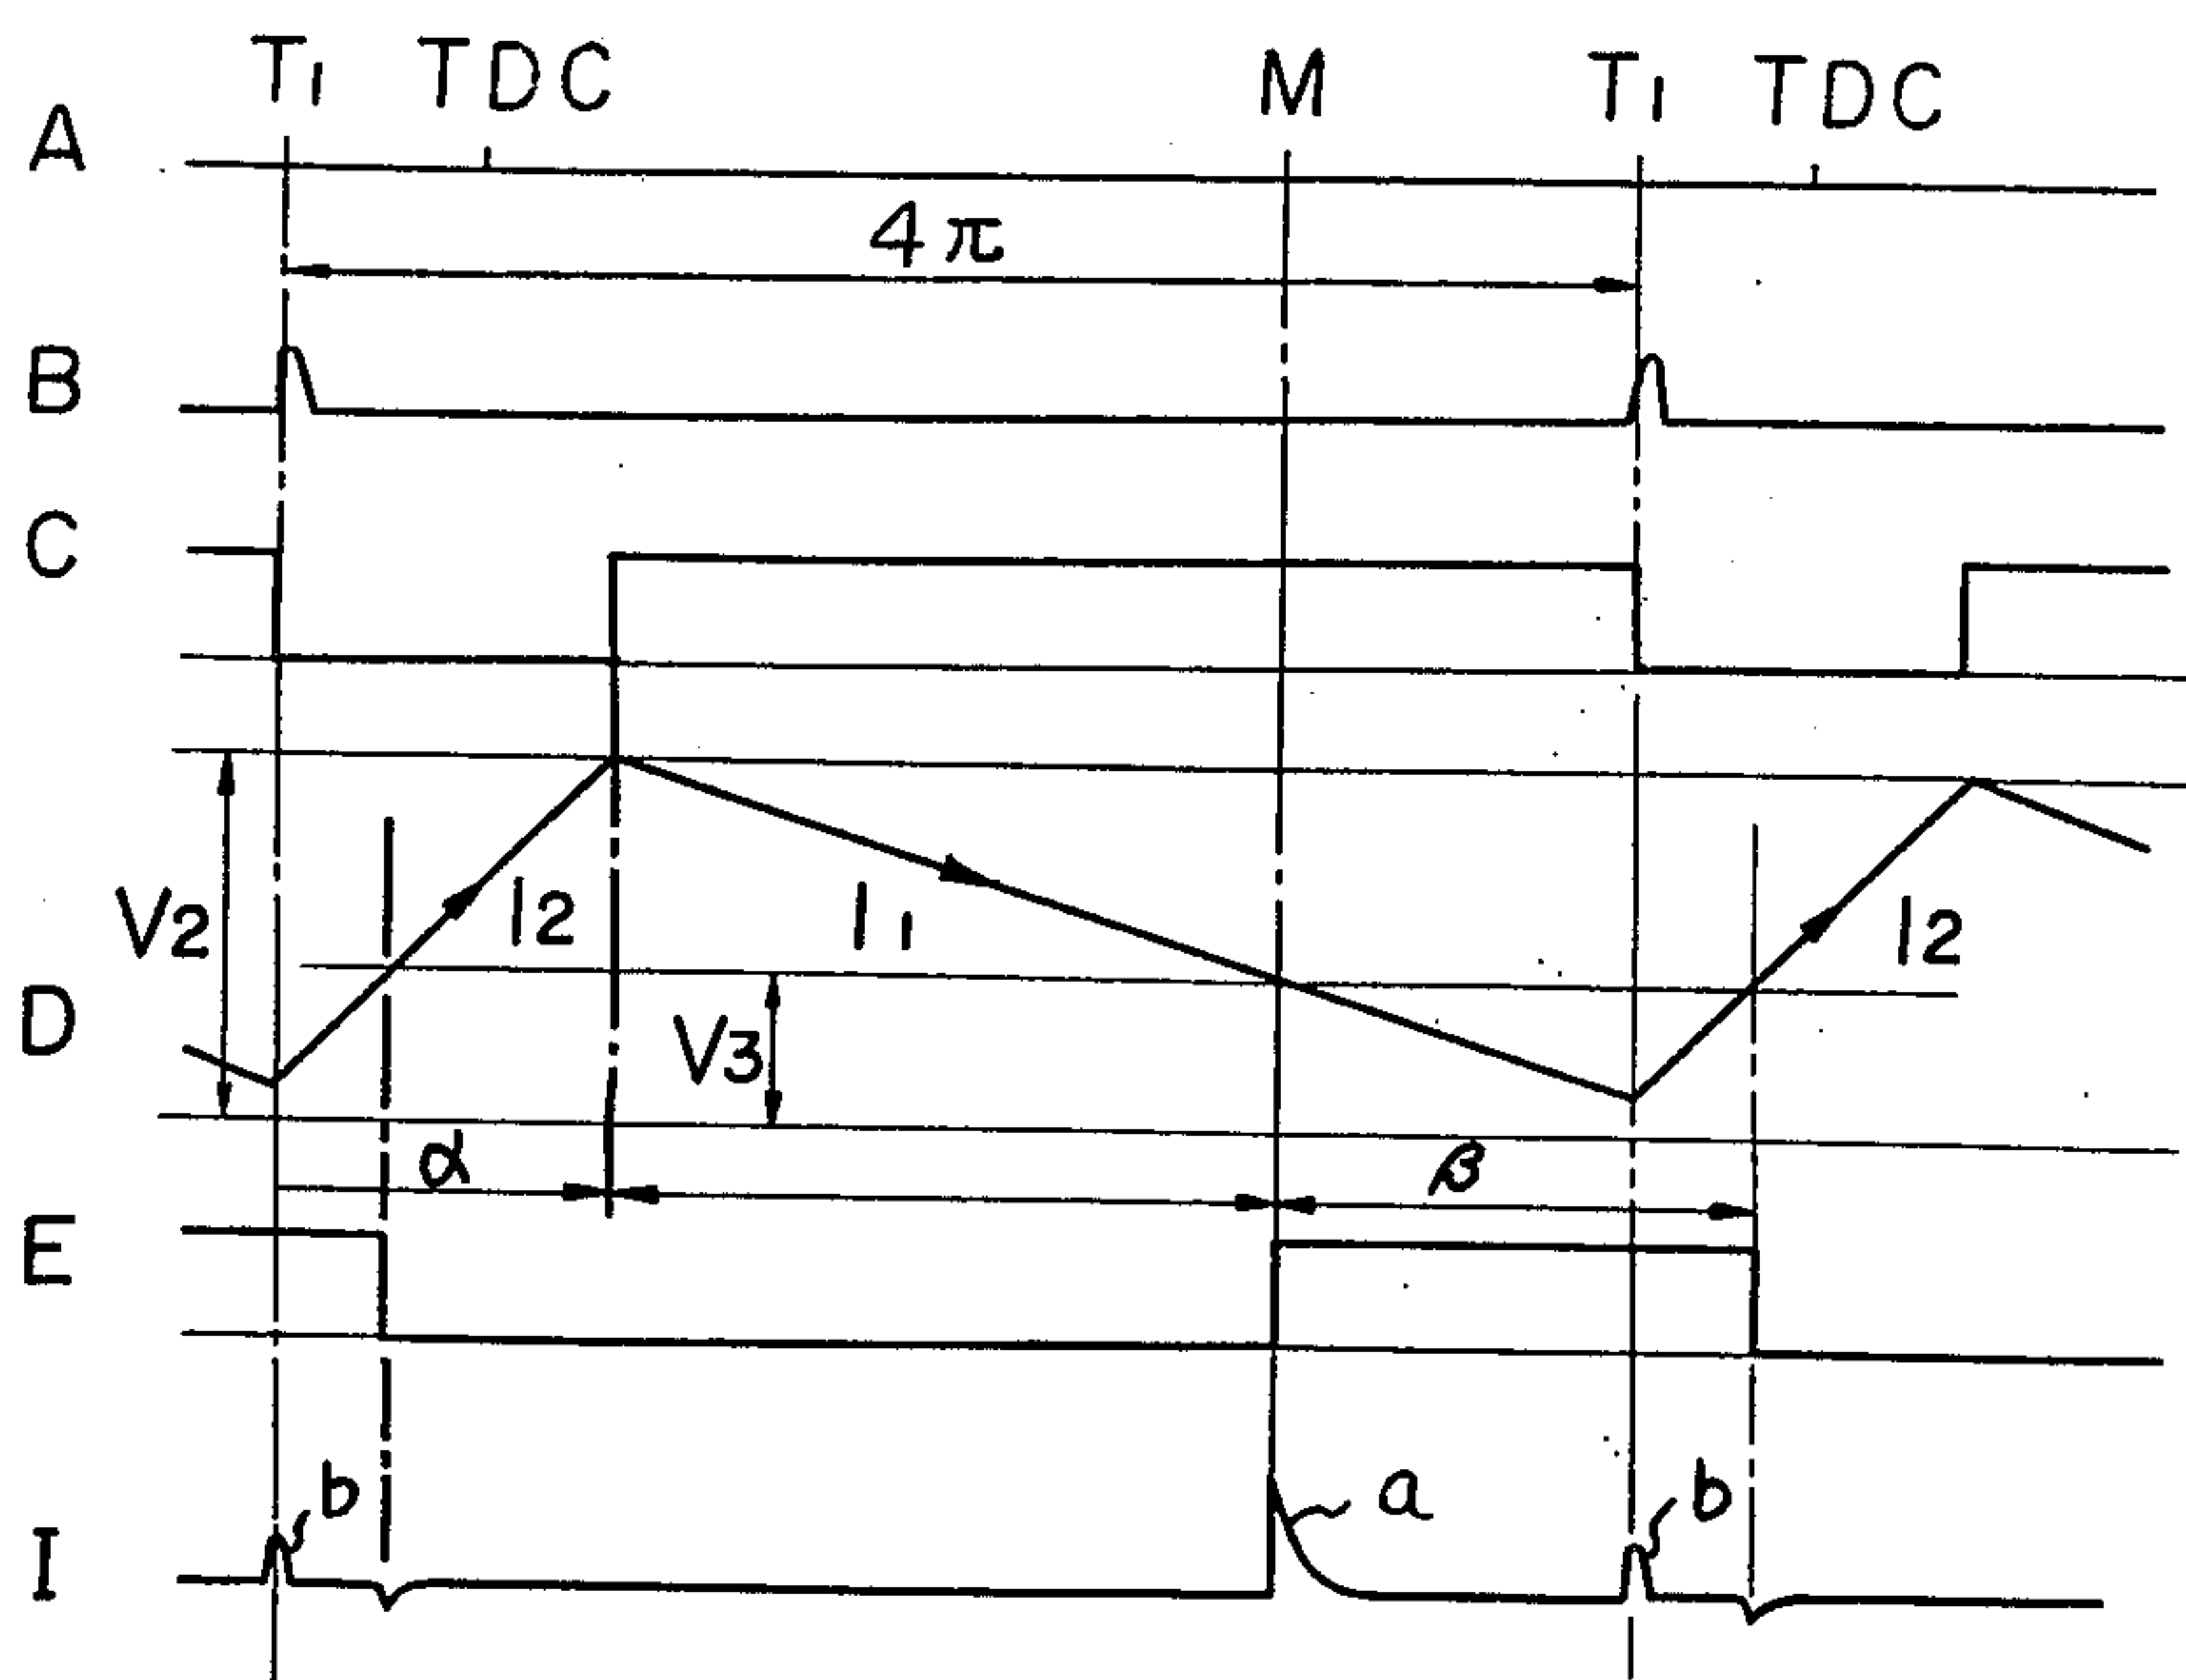 T1 TDC M T1 TDC
A
4π
B
C
V2 I2 I1 I2
D V3
α β
E
b a b
I